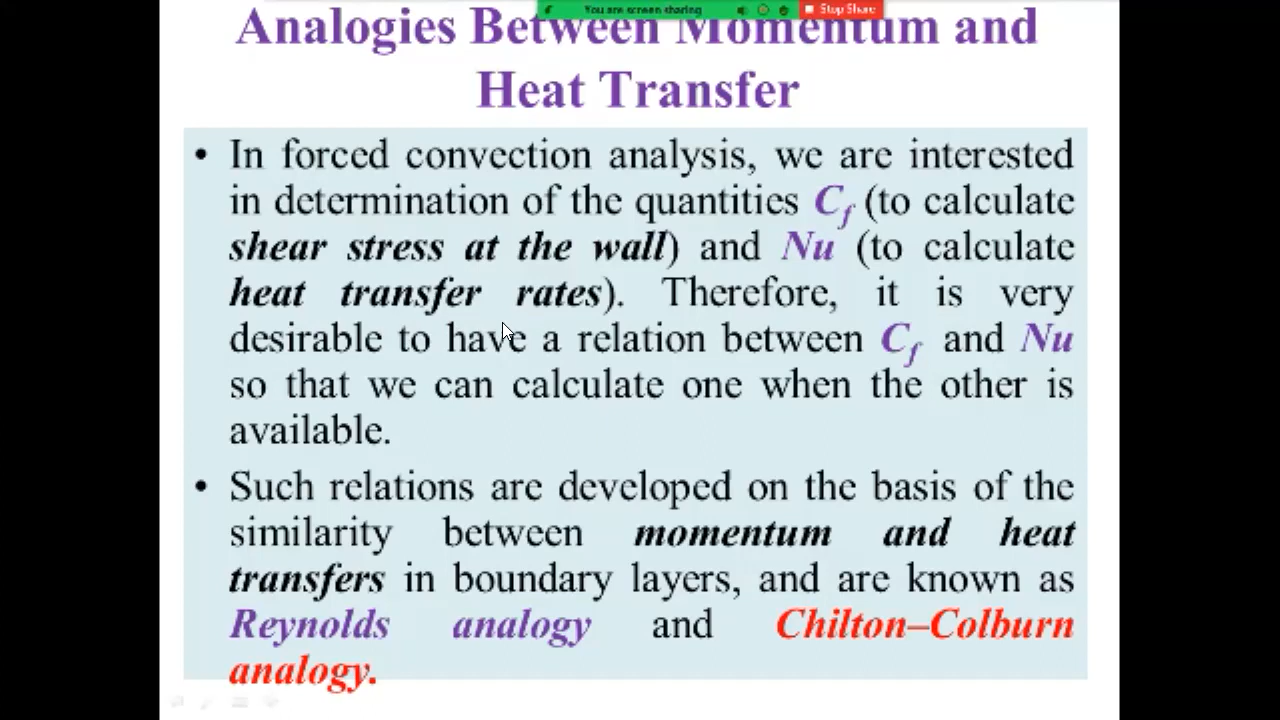 You are screen sharing Stop Share
Analogies Between Momentum and
Heat Transfer
• In forced convection analysis, we are interested
in determination of the quantities Cf (to calculate
shear stress at the wall) and Nu (to calculate
heat transfer rates). Therefore, it is very
desirable to have a relation between Cf and Nu
so that we can calculate one when the other is
available.
• Such relations are developed on the basis of the
similarity between momentum and heat
transfers in boundary layers, and are known as
Reynolds analogy and Chilton–Colburn
analogy.